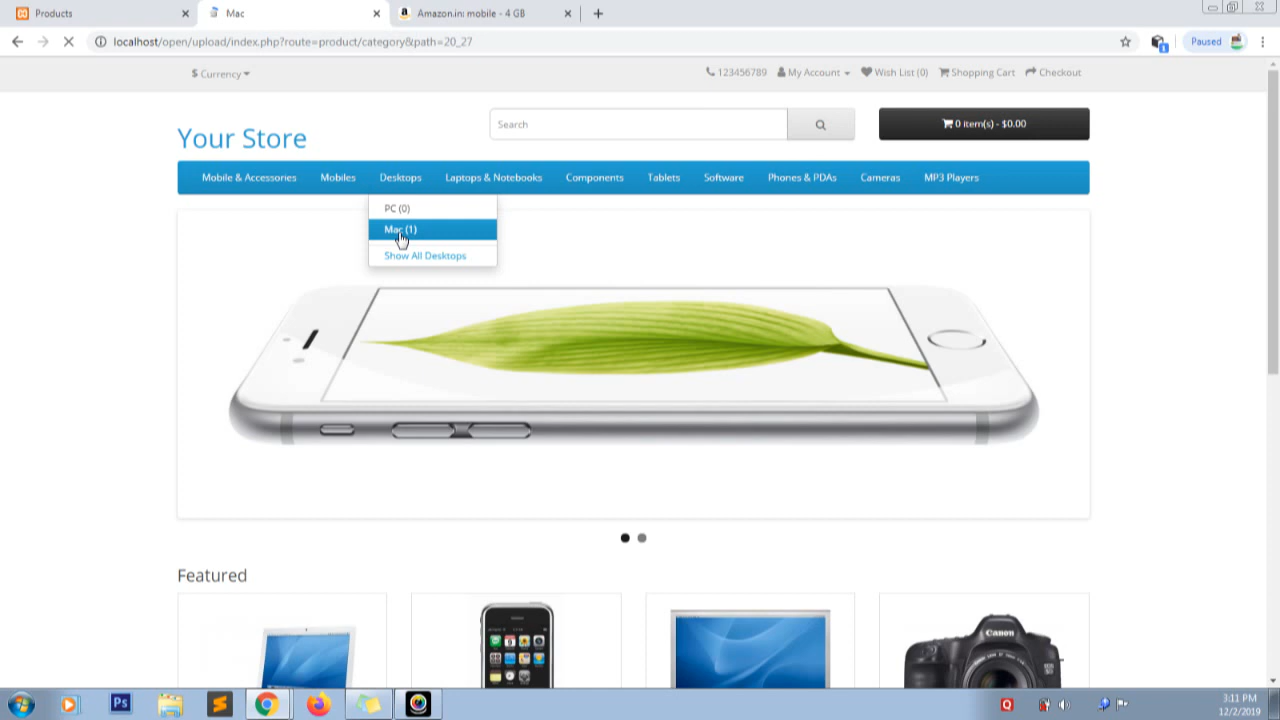 Products
Mac
Amazon.in: mobile - 4 GB
localhost/open/upload/index.php?route=product/category&path=20_27
Paused
$ Currency
123456789 My Account Wish List (0) Shopping Cart Checkout
Your Store
Search
0 item(s) - $0.00
Mobile & Accessories Mobiles Desktops Laptops & Notebooks Components Tablets Software Phones & PDAs Cameras MP3 Players
PC (0)
Mac (1)
Show All Desktops
Featured
Canon
Ps
3:11 PM
12/2/2019